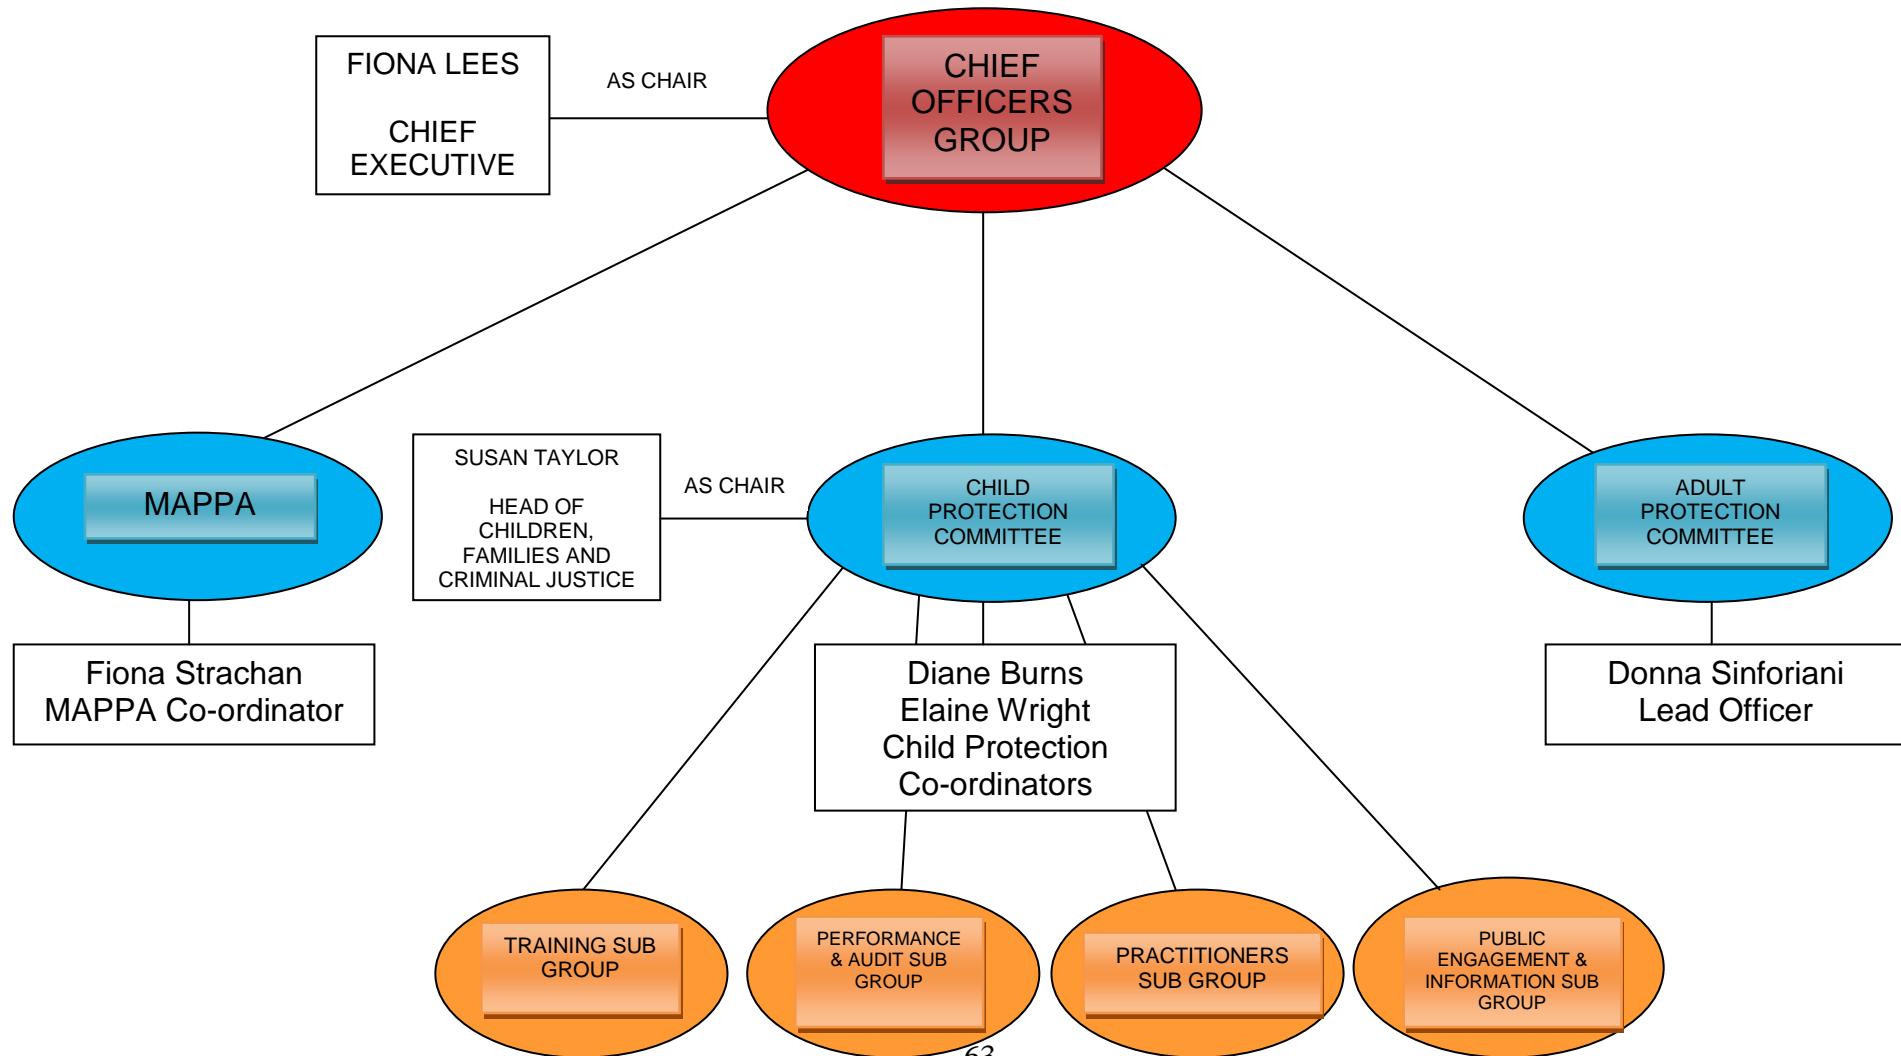 FIONA LEES
CHIEF
EXECUTIVE
AS CHAIR
CHIEF
OFFICERS
GROUP
MAPPA
SUSAN TAYLOR
HEAD OF
CHILDREN,
FAMILIES AND
CRIMINAL JUSTICE
AS CHAIR
CHILD
PROTECTION
COMMITTEE
ADULT
PROTECTION
COMMITTEE
Fiona Strachan
MAPPA Co-ordinator
Diane Burns
Elaine Wright
Child Protection
Co-ordinators
Donna Sinforiani
Lead Officer
TRAINING SUB
GROUP
PERFORMANCE
& AUDIT SUB
GROUP
PRACTITIONERS
SUB GROUP
PUBLIC
ENGAGEMENT &
INFORMATION SUB
GROUP
63